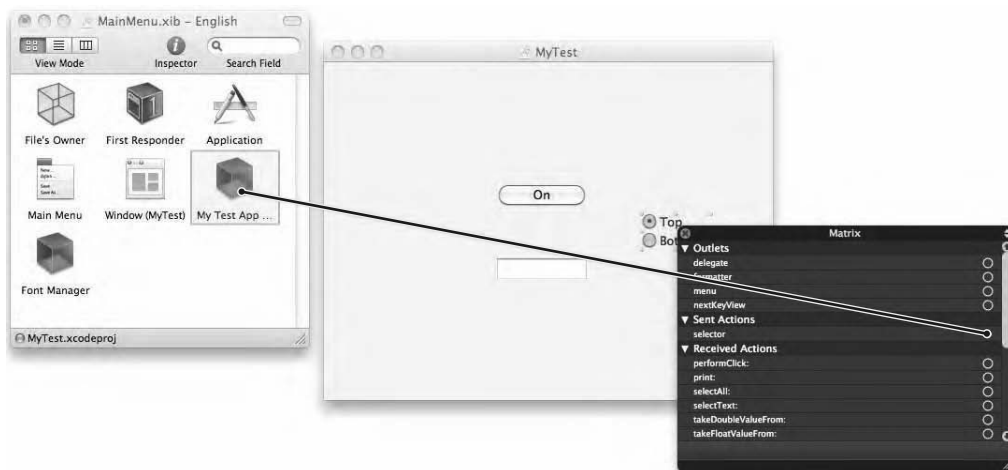 MainMenu.xib – English
View Mode
Inspector
Search Field
File's Owner
First Responder
Application
Main Menu
Window (MyTest)
My Test App ...
Font Manager
MyTest.xcodeproj
MyTest
On
Top
Bot
Matrix
Outlets
delegate
formatter
menu
nextKeyView
Sent Actions
selector
Received Actions
performClick:
print:
selectAll:
selectText:
takeDoubleValueFrom:
takeFloatValueFrom: